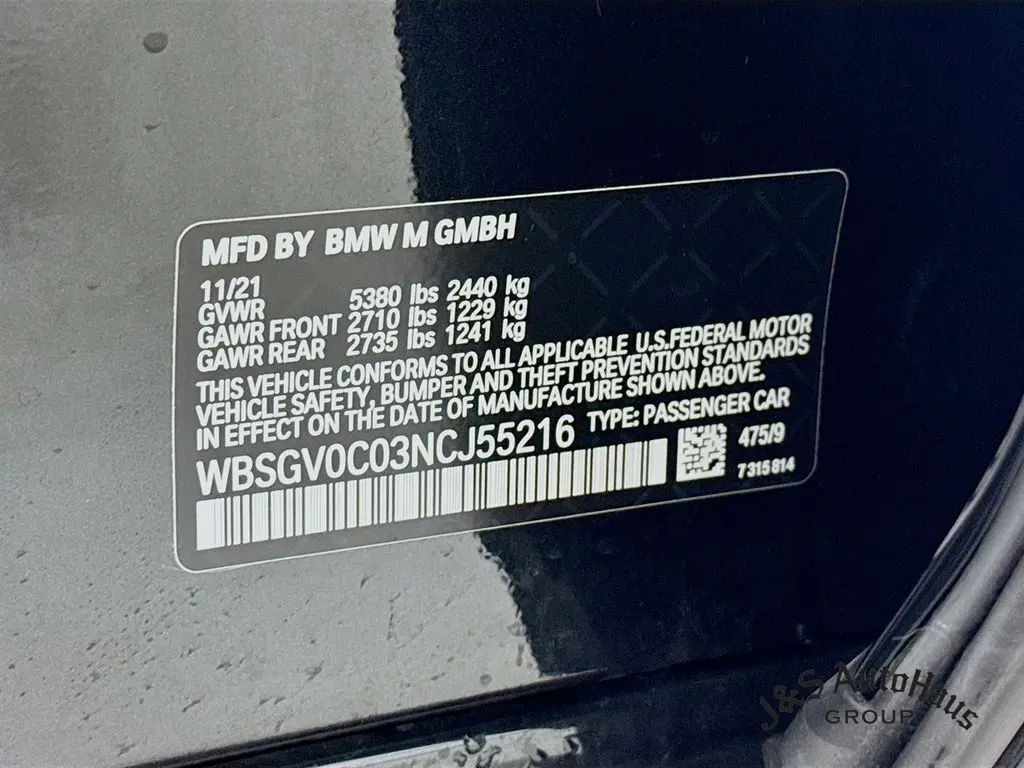 MFD BY BMW M GMBH
11/21
GVWR 5380 lbs 2440 kg
GAWR FRONT 2710 lbs 1229 kg
GAWR REAR 2735 lbs 1241 kg
THIS VEHICLE CONFORMS TO ALL APPLICABLE U.S.FEDERAL MOTOR
VEHICLE SAFETY, BUMPER AND THEFT PREVENTION STANDARDS
IN EFFECT ON THE DATE OF MANUFACTURE SHOWN ABOVE.
WBSGV0C03NCJ55216 TYPE: PASSENGER CAR
475/9
7315814
J&S AutoHaus
GROUP